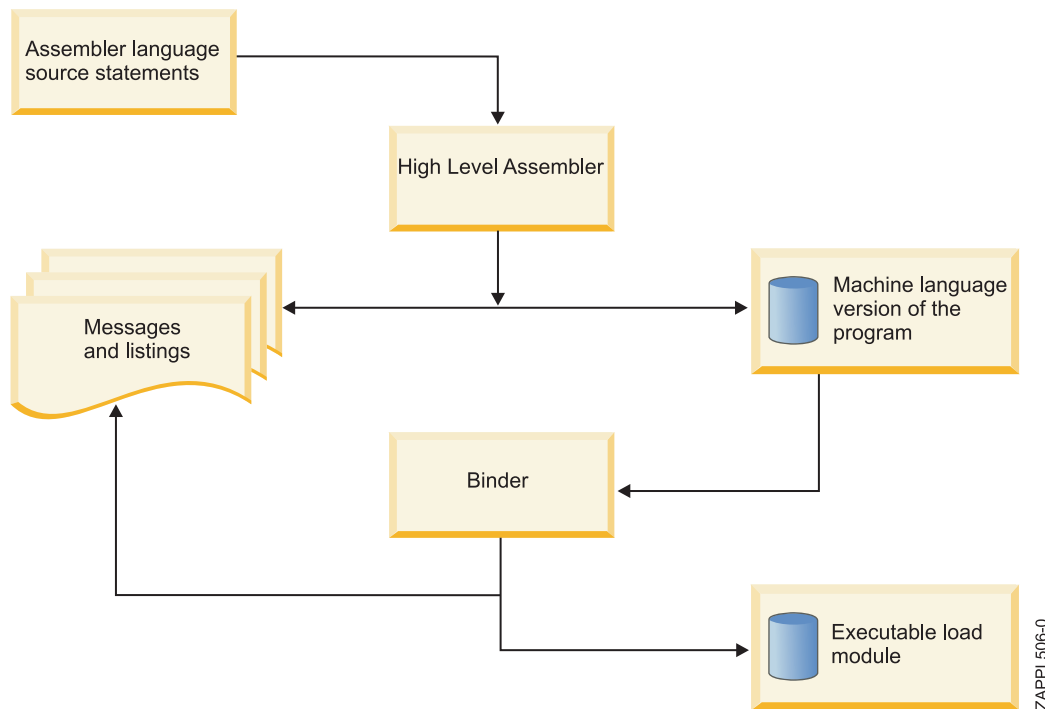 Assembler language
source statements
High Level Assembler
Messages
and listings
Machine language
version of the
program
Binder
Executable load
module
ZAPPL506-0